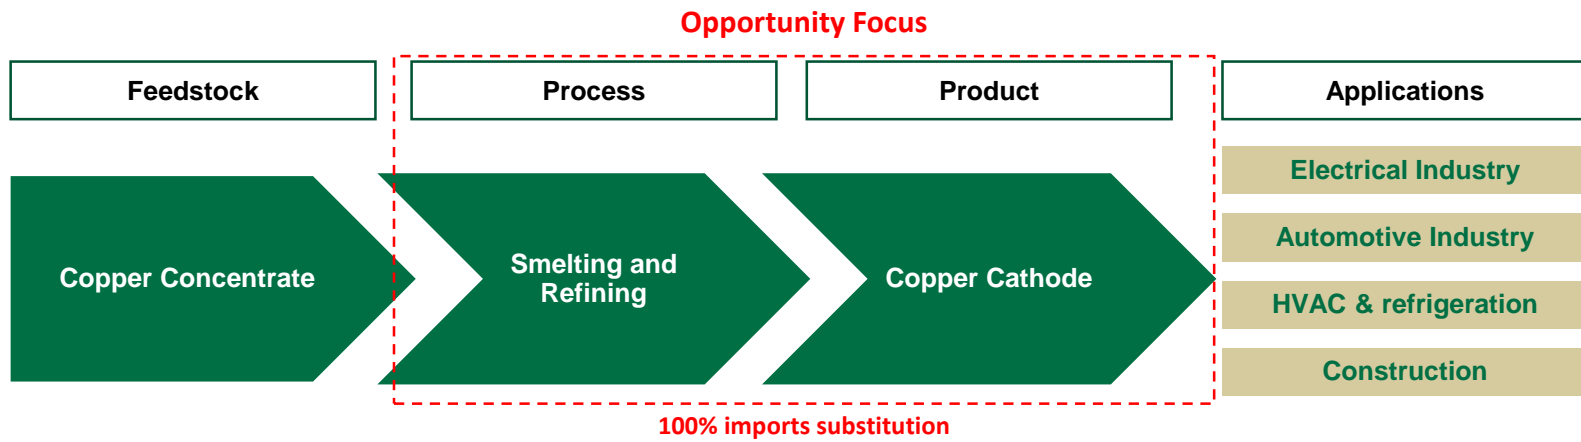 Opportunity Focus
Feedstock
Process
Product
Applications
Copper Concentrate
Smelting and
Refining
Copper Cathode
Electrical Industry
Automotive Industry
HVAC & refrigeration
Construction
100% imports substitution